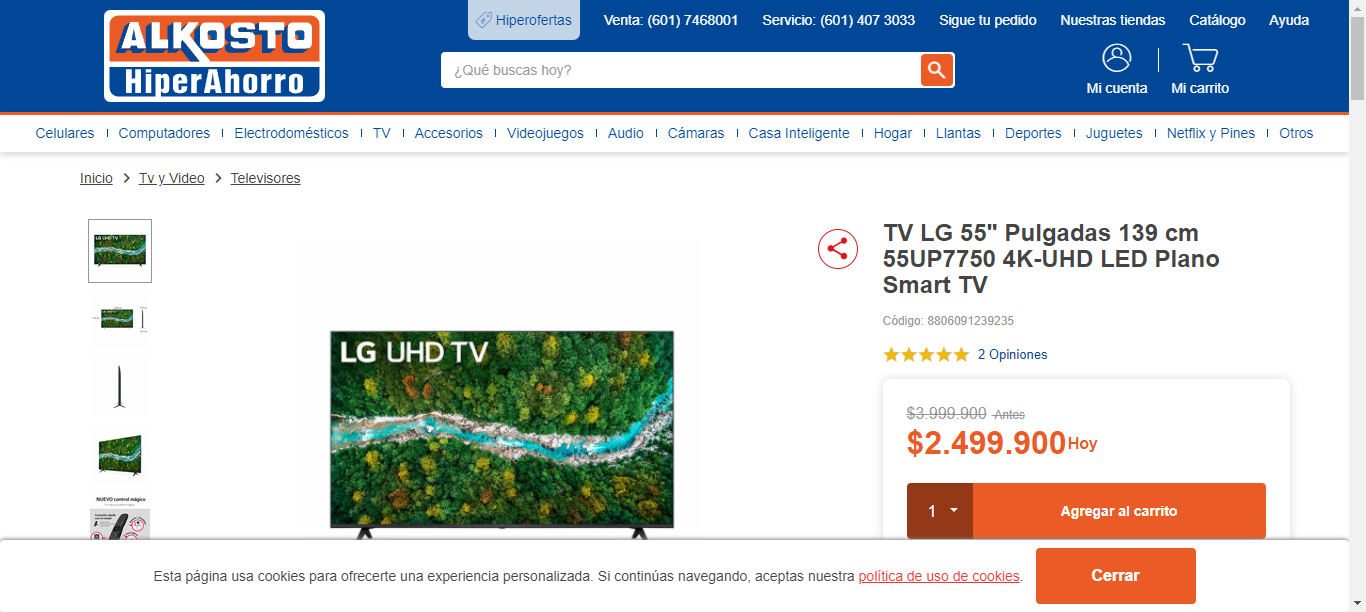 ALKOSTO
HiperAhorro
Hiperofertas
Venta: (601) 7468001
Servicio: (601) 407 3033
Sigue tu pedido
Nuestras tiendas
Catálogo
Ayuda
¿Qué buscas hoy?
Mi cuenta
Mi carrito
Celulares
Computadores
Electrodomésticos
TV
Accesorios
Videojuegos
Audio
Cámaras
Casa Inteligente
Hogar
Llantas
Deportes
Juguetes
Netflix y Pines
Otros
Inicio > Tv y Video > Televisores
LG UHD TV
NUEVO control mágico
LG UHD TV
TV LG 55" Pulgadas 139 cm
55UP7750 4K-UHD LED Plano
Smart TV
Código: 8806091239235
2 Opiniones
$3.999.900 Antes
$2.499.900 Hoy
1
Agregar al carrito
Esta página usa cookies para ofrecerte una experiencia personalizada. Si continúas navegando, aceptas nuestra política de uso de cookies.
Cerrar